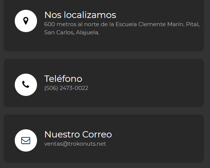 Nos localizamos
600 metros al norte de la Escuela Clemente Marin. Pital,
San Carlos, Alajuela.
Teléfono
(506) 2473-0022
Nuestro Correo
ventas@trokonuts.net